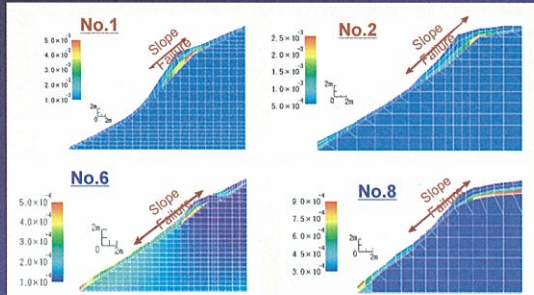 No.1
5.0×10⁻³
4.0×10⁻³
3.0×10⁻³
2.0×10⁻³
1.0×10⁻³
2m
0 2m
Slope
Failure
No.2
2.5×10⁻³
2.0×10⁻³
1.5×10⁻³
1.0×10⁻³
5.0×10⁻⁴
2m
0 2m
Slope
Failure
No.6
5.0×10⁻⁴
4.0×10⁻⁴
3.0×10⁻⁴
2.0×10⁻⁴
1.0×10⁻⁴
2m
0 2m
Slope
Failure
No.8
9.0×10⁻⁴
7.5×10⁻⁴
6.0×10⁻⁴
4.5×10⁻⁴
3.0×10⁻⁴
2m
0 2m
Slope
Failure